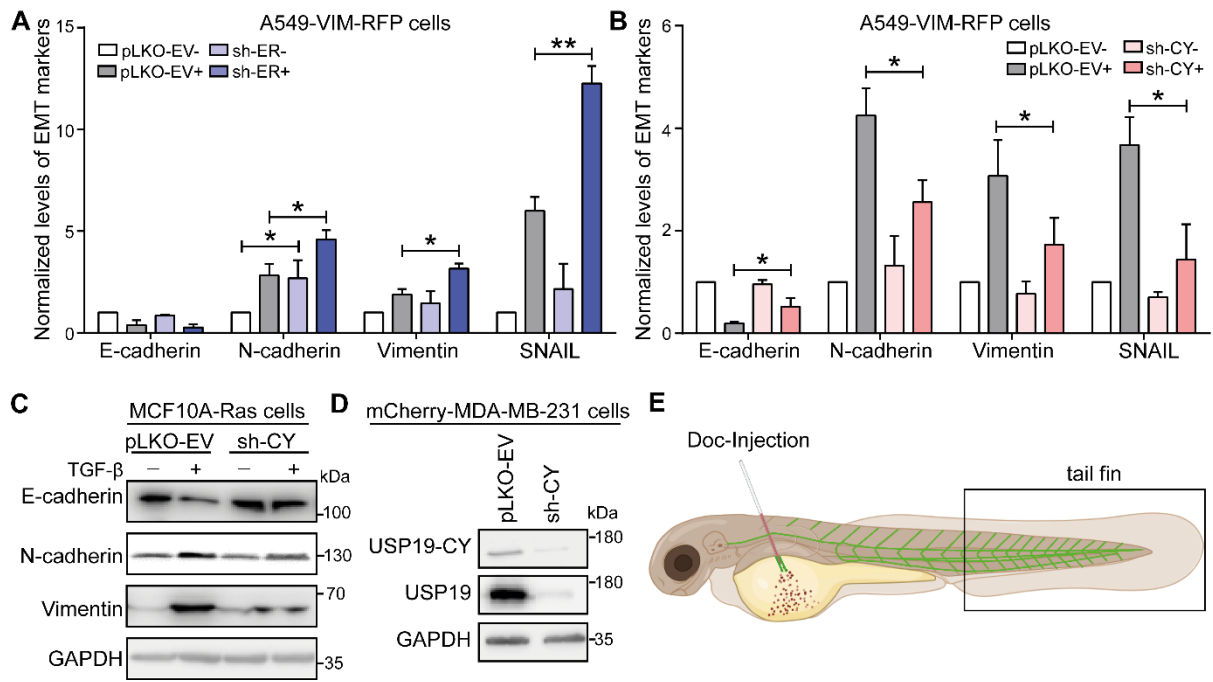 A
A549-VIM-RFP cells
pLKO-EV- sh-ER-
pLKO-EV+ sh-ER+
Normalized levels of EMT markers
15
10
5
0
* * * **
E-cadherin N-cadherin Vimentin SNAIL
B
A549-VIM-RFP cells
pLKO-EV- sh-CY-
pLKO-EV+ sh-CY+
Normalized levels of EMT markers
6
4
2
0
* * * *
E-cadherin N-cadherin Vimentin SNAIL
C
MCF10A-Ras cells
pLKO-EV sh-CY
TGF-β − + − + kDa
E-cadherin -100
N-cadherin -130
Vimentin -70
GAPDH -35
D
mCherry-MDA-MB-231 cells
pLKO-EV sh-CY kDa
USP19-CY -180
USP19 -180
GAPDH -35
E
Doc-Injection
tail fin